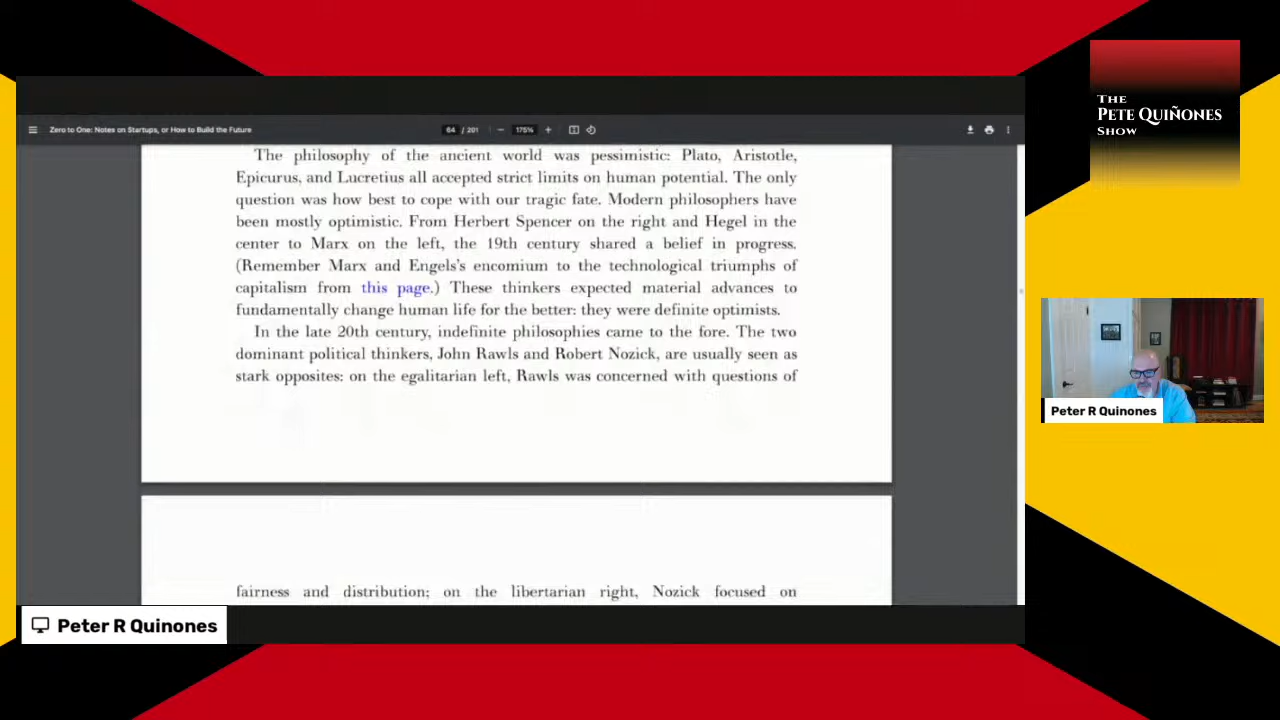 Zero to One: Notes on Startups, or How to Build the Future
64 / 201
175%
The philosophy of the ancient world was pessimistic: Plato, Aristotle,
Epicurus, and Lucretius all accepted strict limits on human potential. The only
question was how best to cope with our tragic fate. Modern philosophers have
been mostly optimistic. From Herbert Spencer on the right and Hegel in the
center to Marx on the left, the 19th century shared a belief in progress.
(Remember Marx and Engels's encomium to the technological triumphs of
capitalism from this page.) These thinkers expected material advances to
fundamentally change human life for the better: they were definite optimists.
In the late 20th century, indefinite philosophies came to the fore. The two
dominant political thinkers, John Rawls and Robert Nozick, are usually seen as
stark opposites: on the egalitarian left, Rawls was concerned with questions of
fairness and distribution; on the libertarian right, Nozick focused on
Peter R Quinones
THE
PETE QUIÑONES
SHOW
Peter R Quinones